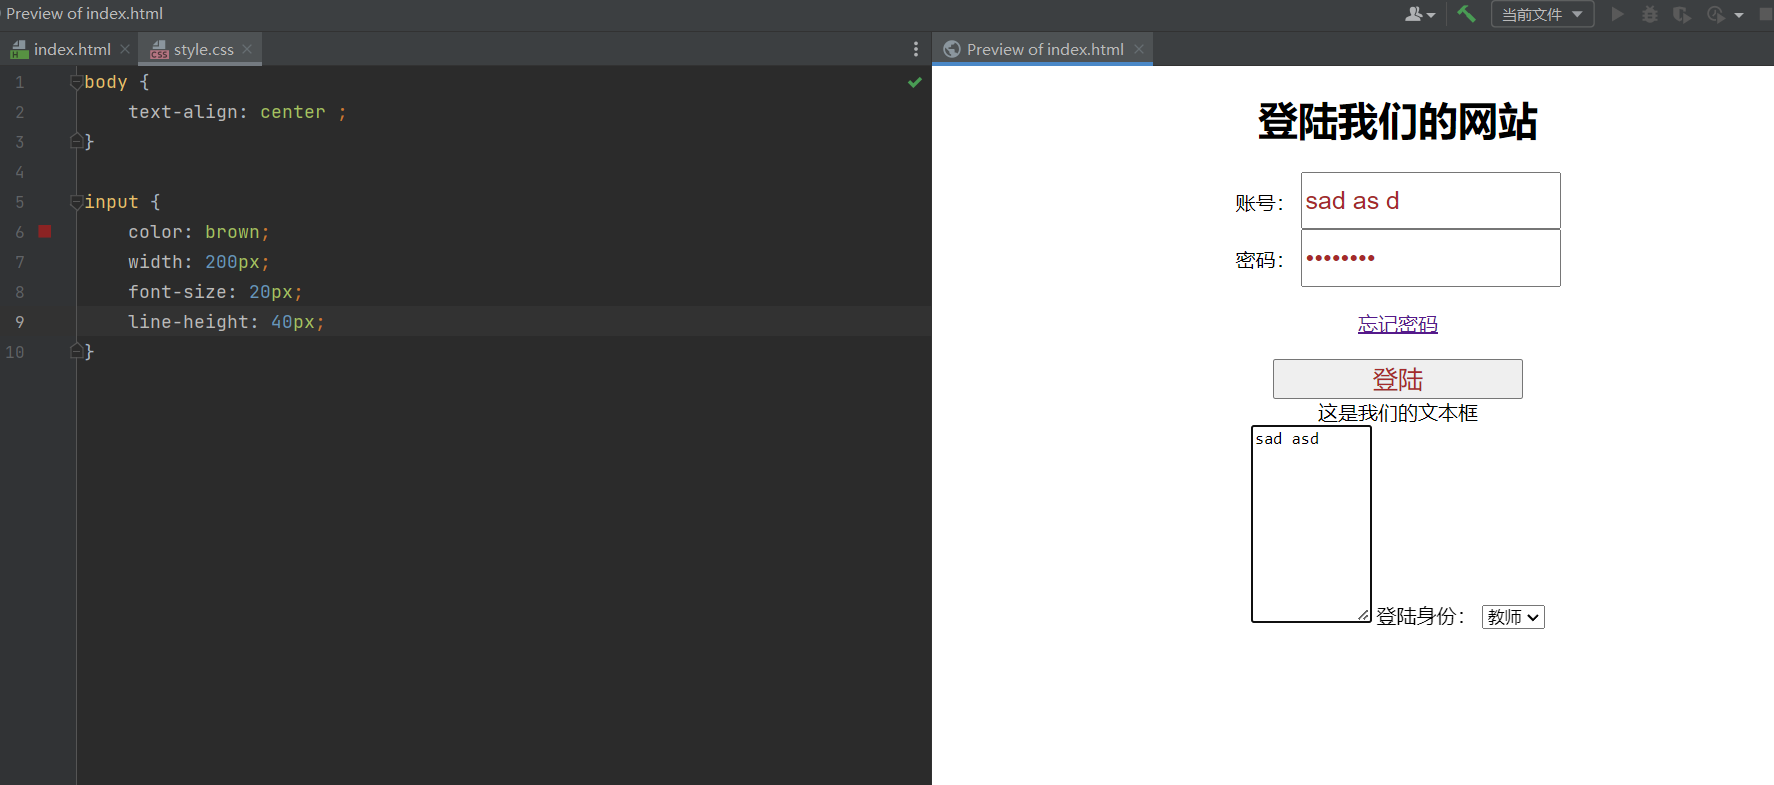 Preview of index.html
当前文件
index.html
style.css
Preview of index.html
1 body {
2 text-align: center ;
3 }
4
5 input {
6 color: brown;
7 width: 200px;
8 font-size: 20px;
9 line-height: 40px;
10 }
登陆我们的网站
账号： sad as d
密码： ••••••••
忘记密码
登陆
这是我们的文本框
sad asd
登陆身份： 教师